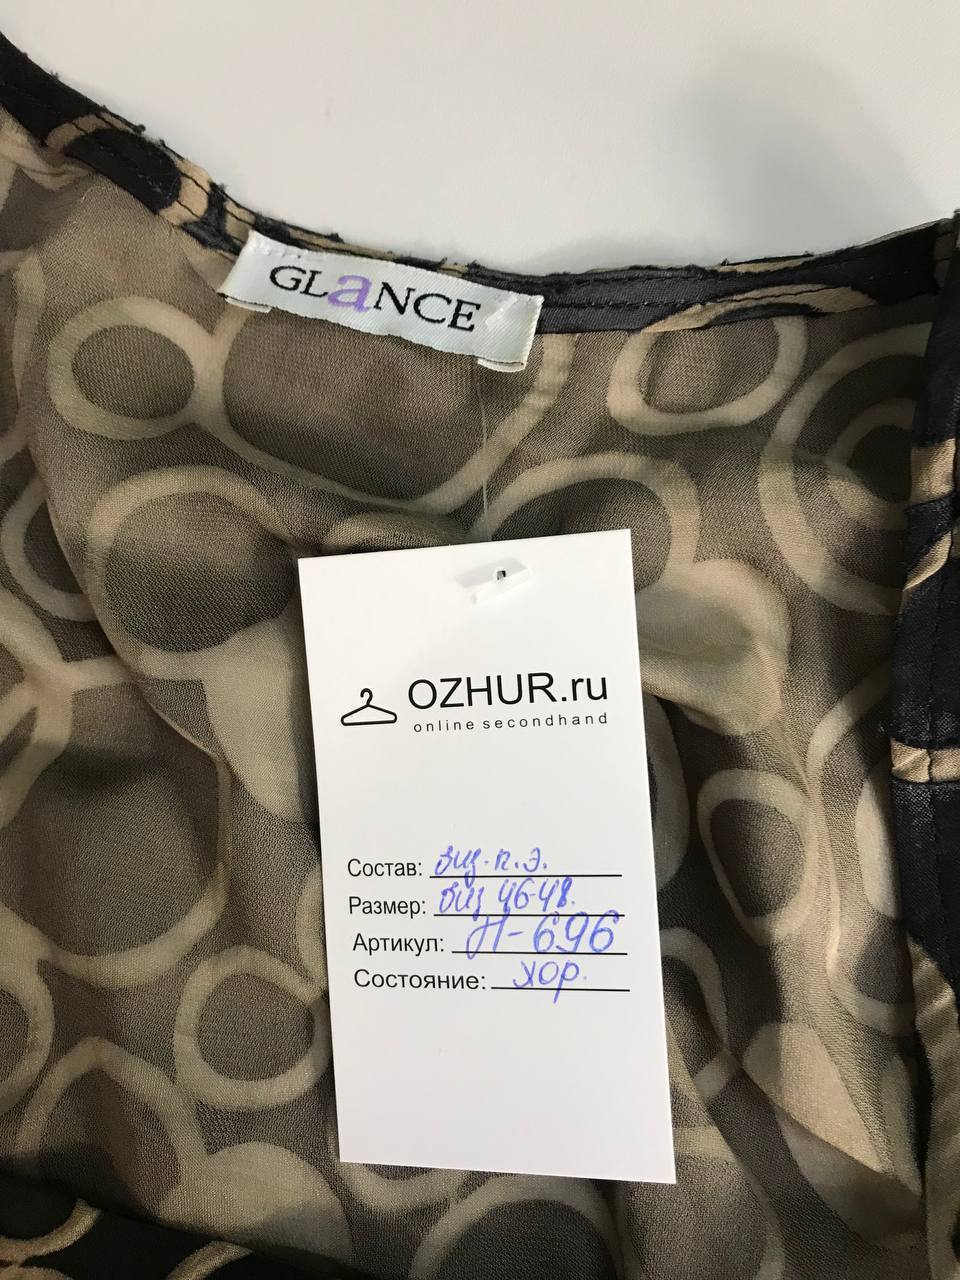 GLaNCE
OZHUR.ru
online secondhand
Состав: виз. п.э.
Размер: виз 46-48.
Артикул: Н-696
Состояние: хор.